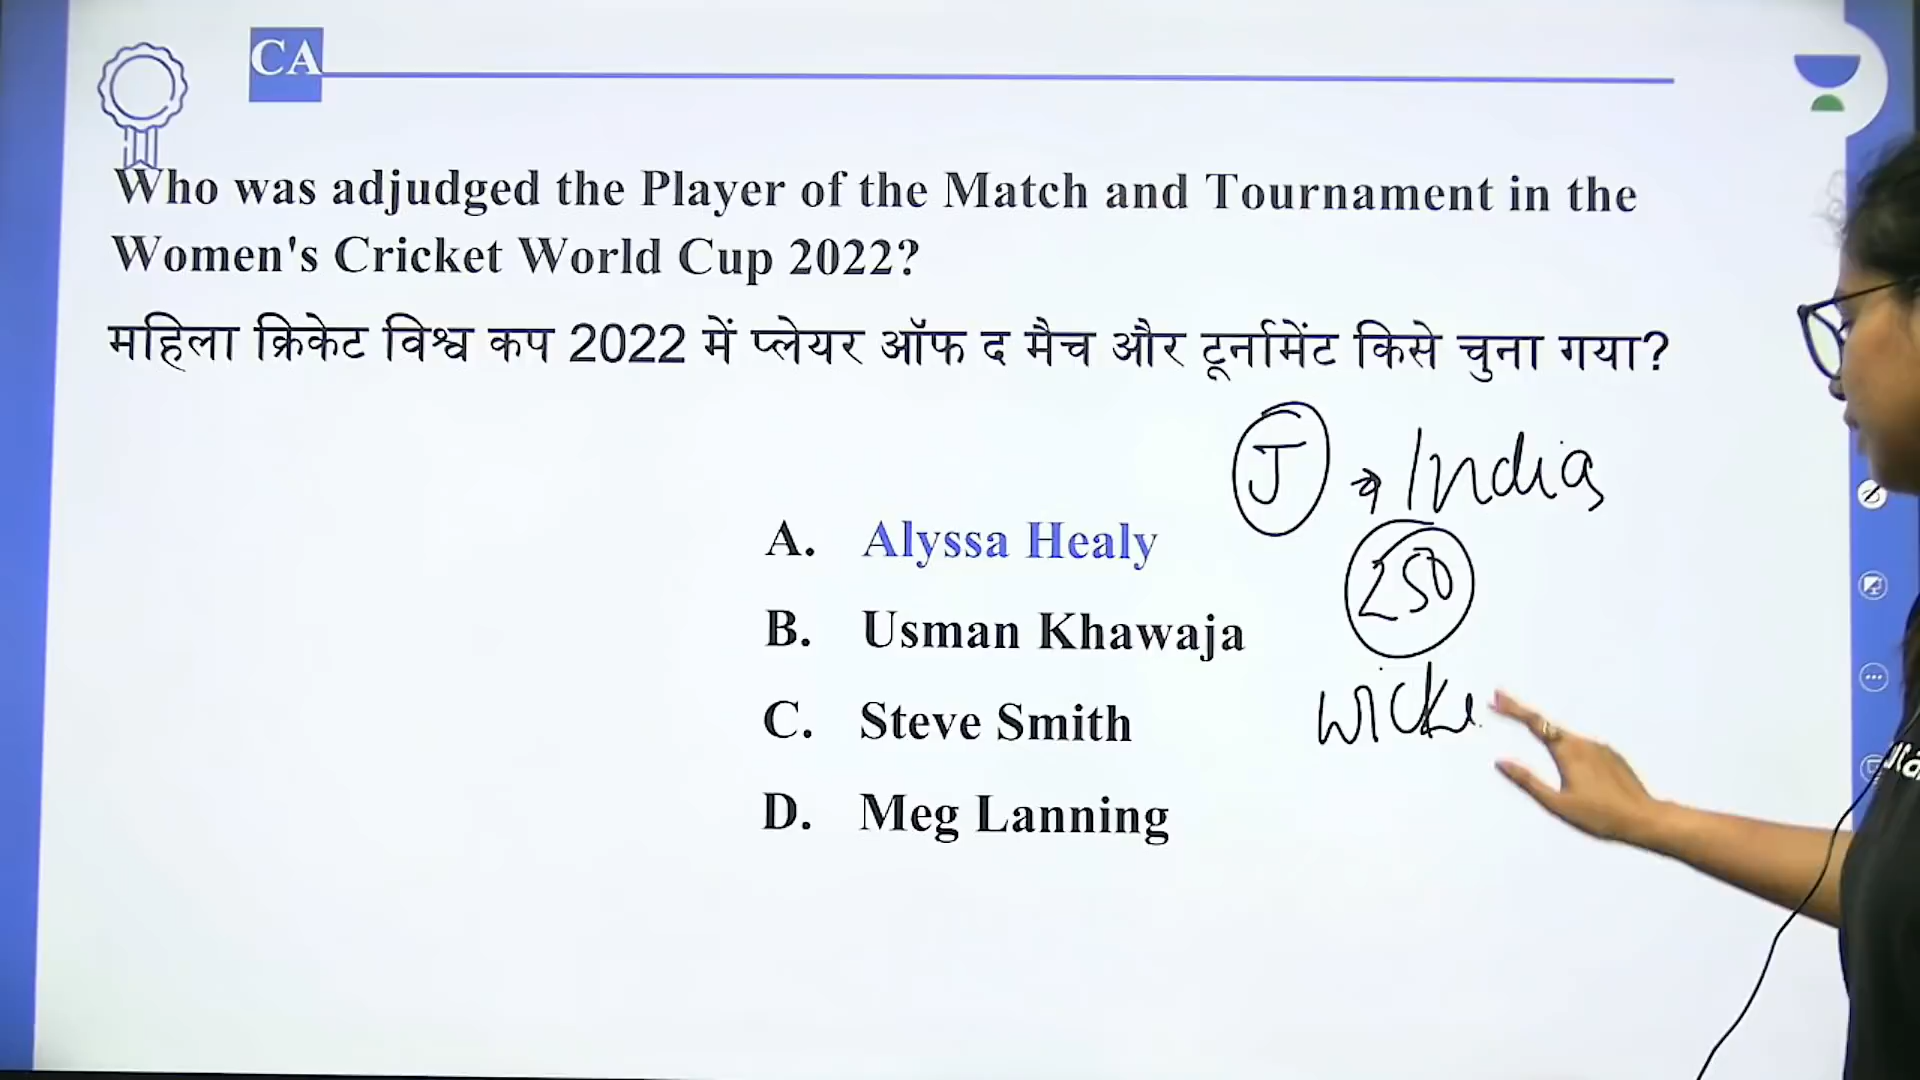 CA
Who was adjudged the Player of the Match and Tournament in the
Women's Cricket World Cup 2022?
महिला क्रिकेट विश्व कप 2022 में प्लेयर ऑफ द मैच और टूर्नामेंट किसे चुना गया?
J → India
250
wicke
A. Alyssa Healy
B. Usman Khawaja
C. Steve Smith
D. Meg Lanning